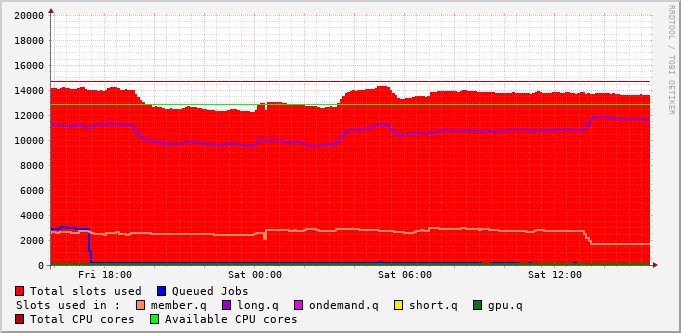 20000
18000
16000
14000
12000
10000
8000
6000
4000
2000
0
Fri 18:00 Sat 00:00 Sat 06:00 Sat 12:00
Total slots used Queued Jobs
Slots used in : member.q long.q ondemand.q short.q gpu.q
Total CPU cores Available CPU cores
RRDTOOL / TOBI OETIKER